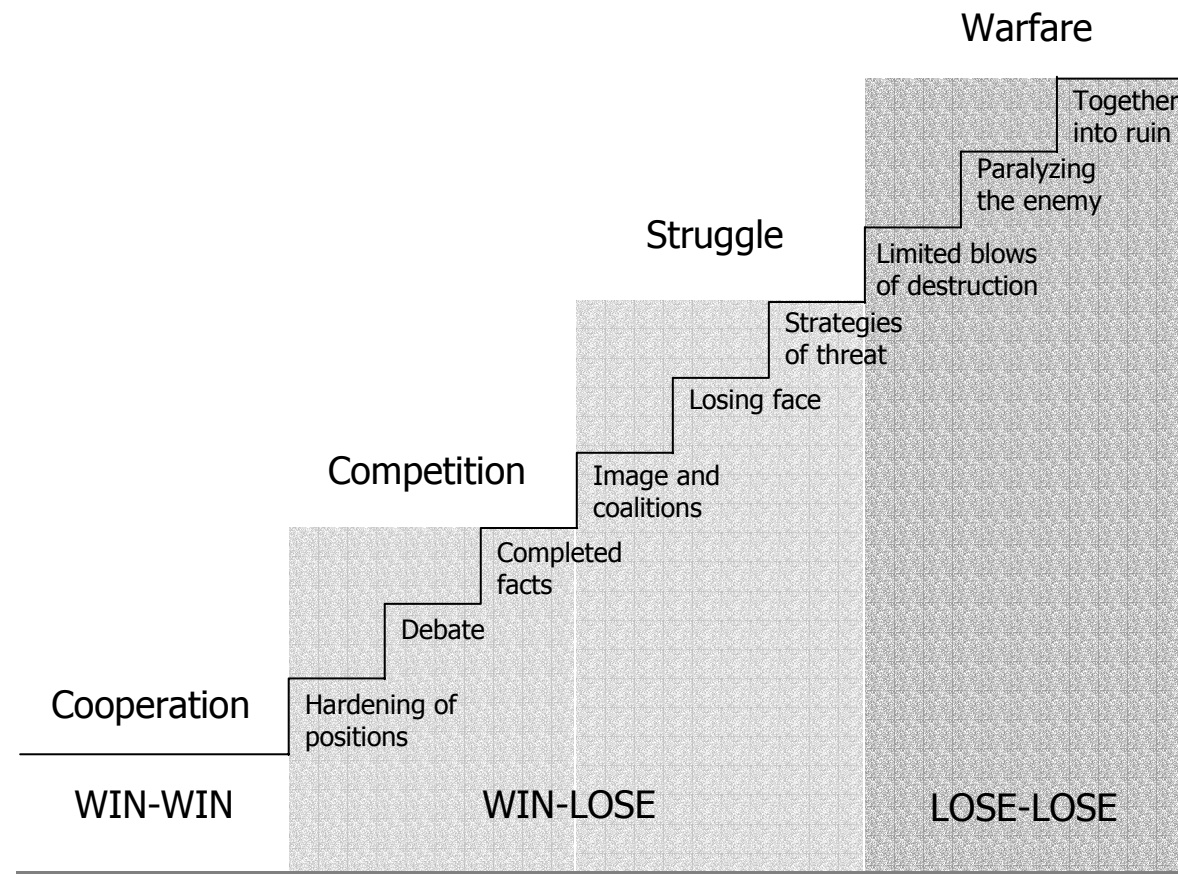 Warfare
Together
into ruin
Paralyzing
the enemy
Struggle
Limited blows
of destruction
Strategies
of threat
Losing face
Competition
Image and
coalitions
Completed
facts
Debate
Cooperation
Hardening of
positions
WIN-WIN
WIN-LOSE
LOSE-LOSE